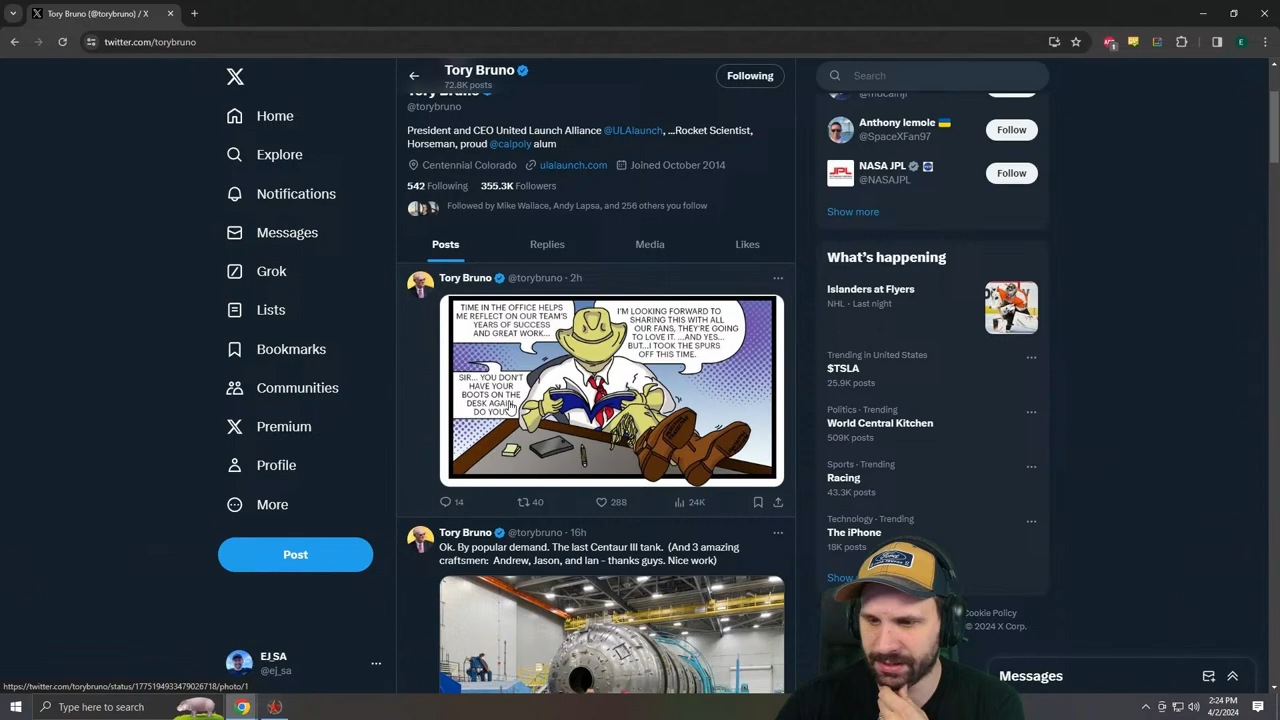 Tory Bruno (@torybruno) / X
twitter.com/torybruno
Tory Bruno
72.8K posts
Following
@torybruno
President and CEO United Launch Alliance @ULAlaunch, ...Rocket Scientist,
Horseman, proud @calpoly alum
Centennial Colorado ulalaunch.com Joined October 2014
542 Following 355.3K Followers
Followed by Mike Wallace, Andy Lapsa, and 256 others you follow
Posts Replies Media Likes
Home
Explore
Notifications
Messages
Grok
Lists
Bookmarks
Communities
Premium
Profile
More
Post
EJ_SA
@ej_sa
Tory Bruno @torybruno · 2h
TIME IN THE OFFICE HELPS
ME REFLECT ON OUR TEAM'S
YEARS OF SUCCESS
AND GREAT WORK...
I'M LOOKING FORWARD TO
SHARING THIS WITH ALL
OUR FANS, THEY'RE GOING
TO LOVE IT. ...AND YES...
BUT...I TOOK THE SPURS
OFF THIS TIME.
SIR... YOU DON'T
HAVE YOUR
BOOTS ON THE
DESK AGAIN,
DO YOU?
14 40 288 24K
Tory Bruno @torybruno · 16h
Ok. By popular demand. The last Centaur III tank. (And 3 amazing
craftsmen: Andrew, Jason, and Ian - thanks guys. Nice work)
Search
Anthony Iemole
@SpaceXFan97
Follow
NASA JPL
@NASAJPL
Follow
Show more
What's happening
Islanders at Flyers
NHL · Last night
Trending in United States
$TSLA
25.9K posts
Politics · Trending
World Central Kitchen
509K posts
Sports · Trending
Racing
43.3K posts
Technology · Trending
The iPhone
18K posts
Show
Cookie Policy
© 2024 X Corp.
Messages
https://twitter.com/torybruno/status/1775194933479026718/photo/1
Type here to search
2:24 PM
4/2/2024